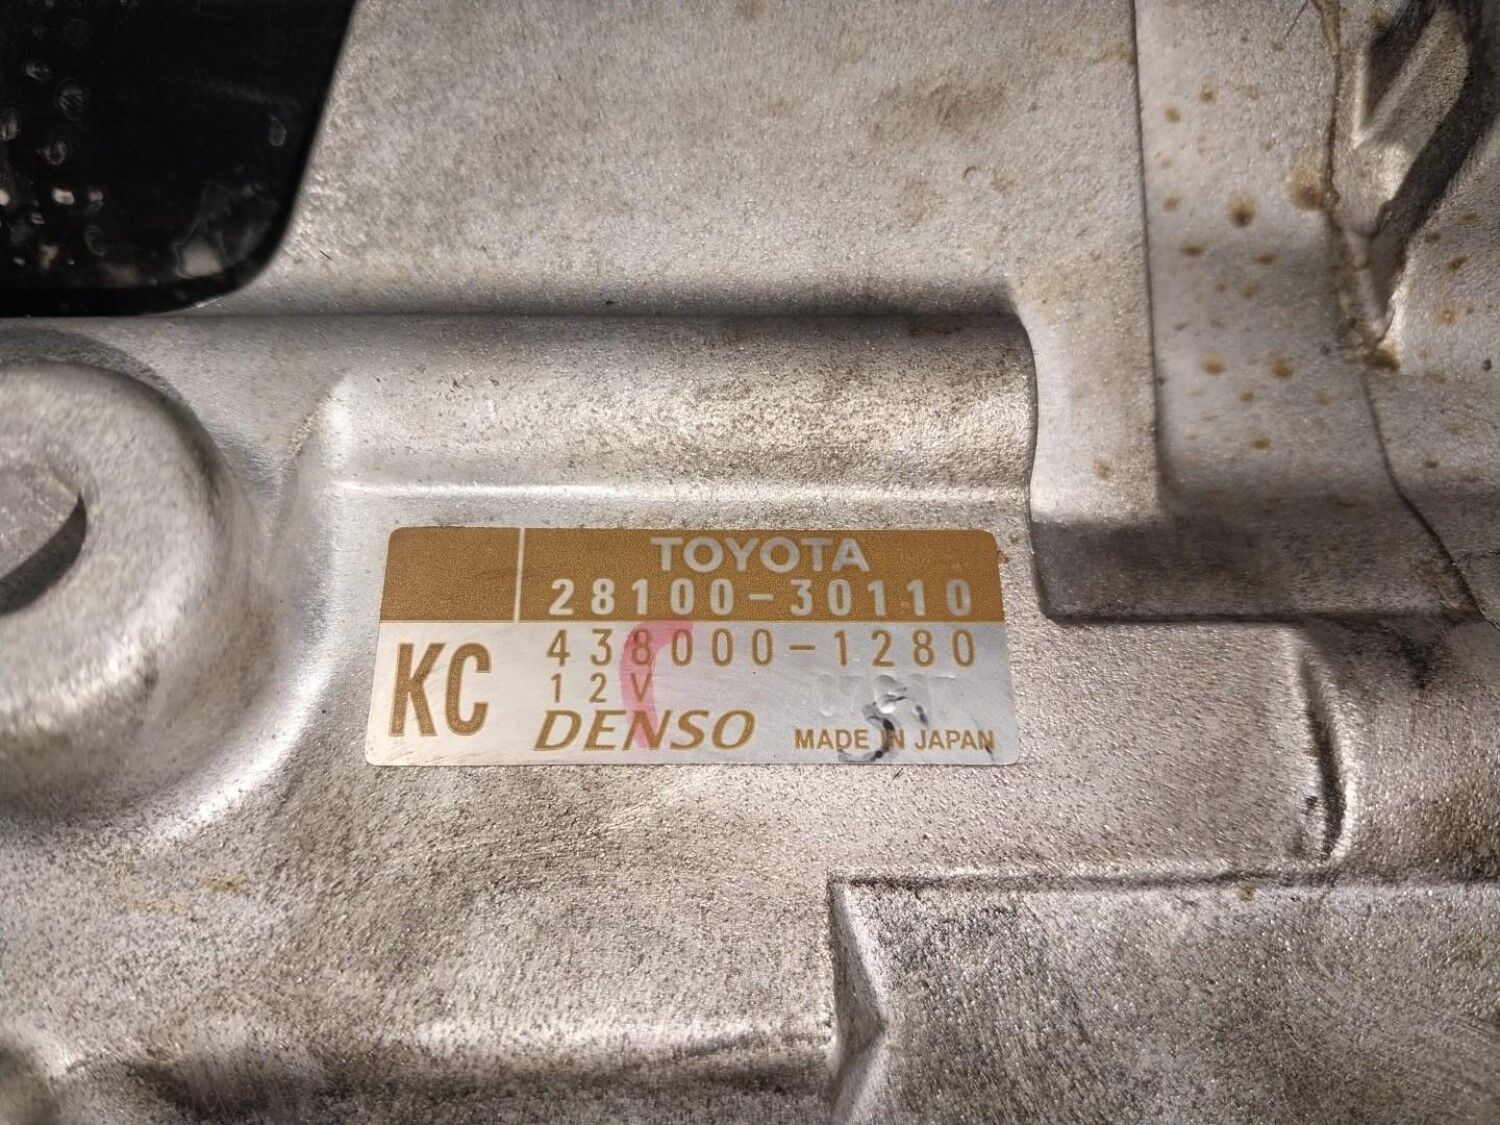 TOYOTA
28100-30110
KC
438000-1280
12V
DENSO
MADE IN JAPAN